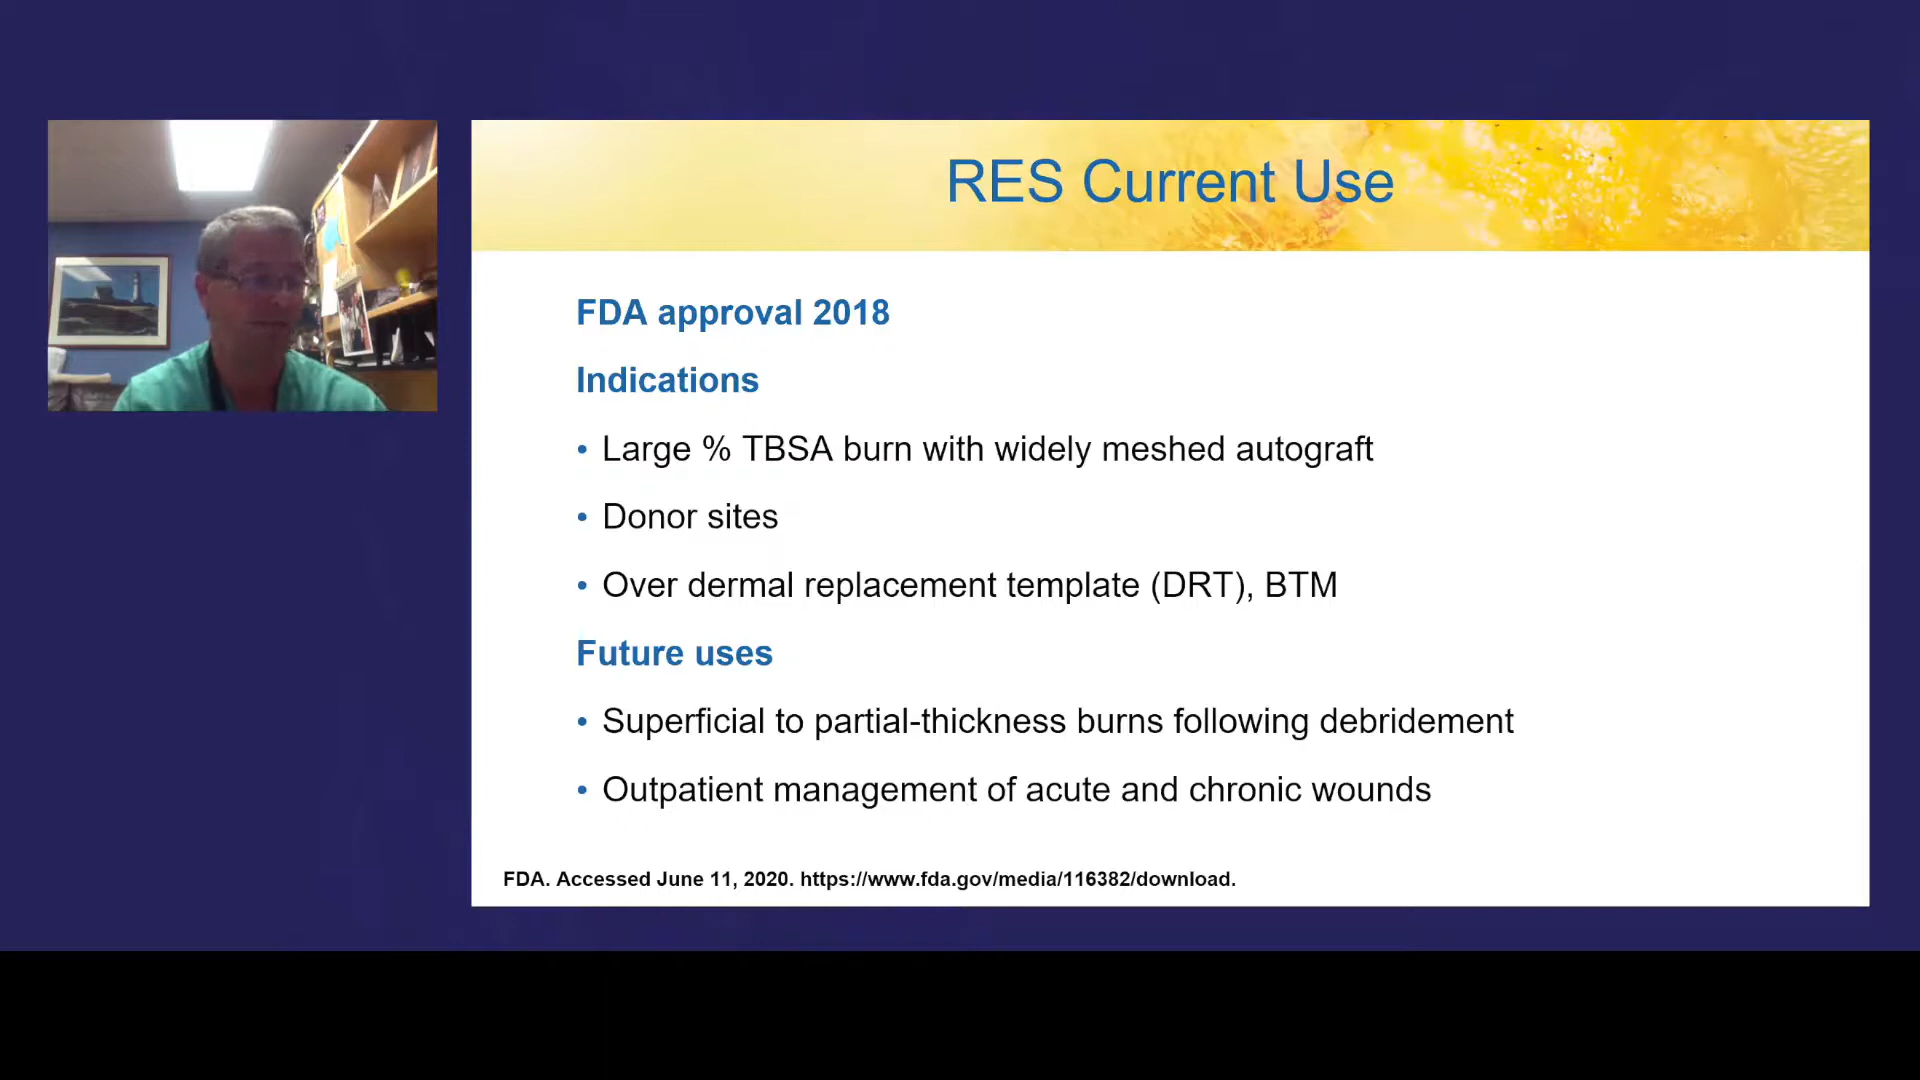 RES Current Use
FDA approval 2018
Indications
• Large % TBSA burn with widely meshed autograft
• Donor sites
• Over dermal replacement template (DRT), BTM
Future uses
• Superficial to partial-thickness burns following debridement
• Outpatient management of acute and chronic wounds
FDA. Accessed June 11, 2020. https://www.fda.gov/media/116382/download.